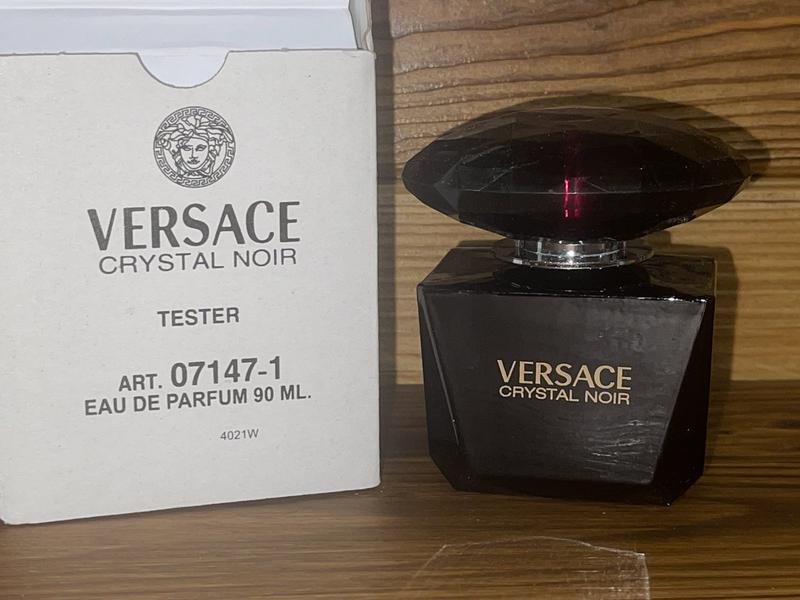 VERSACE
CRYSTAL NOIR
TESTER
ART. 07147-1
EAU DE PARFUM 90 ML.
4021W
VERSACE
CRYSTAL NOIR